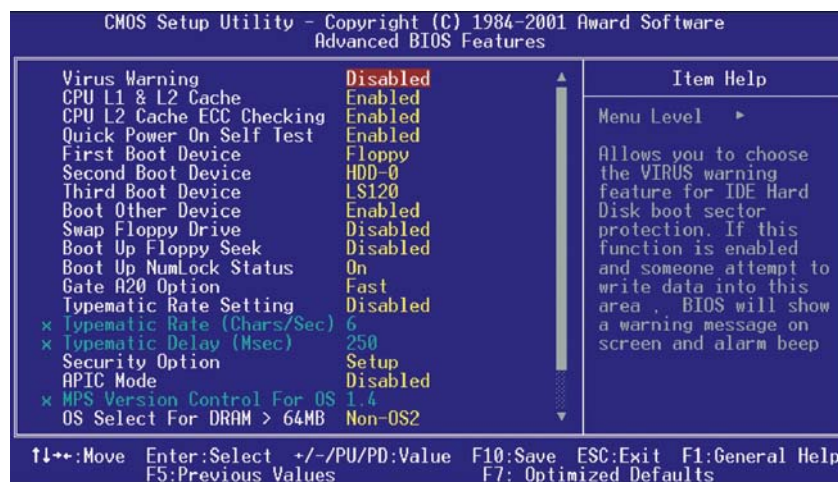 CMOS Setup Utility - Copyright (C) 1984-2001 Award Software
Advanced BIOS Features
Virus Warning Disabled
CPU L1 & L2 Cache Enabled
CPU L2 Cache ECC Checking Enabled
Quick Power On Self Test Enabled
First Boot Device Floppy
Second Boot Device HDD-0
Third Boot Device LS120
Boot Other Device Enabled
Swap Floppy Drive Disabled
Boot Up Floppy Seek Disabled
Boot Up NumLock Status On
Gate A20 Option Fast
Typematic Rate Setting Disabled
x Typematic Rate (Chars/Sec) 6
x Typematic Delay (Msec) 250
Security Option Setup
APIC Mode Disabled
x MPS Version Control For OS 1.4
OS Select For DRAM > 64MB Non-OS2
Item Help
Menu Level ▸
Allows you to choose
the VIRUS warning
feature for IDE Hard
Disk boot sector
protection. If this
function is enabled
and someone attempt to
write data into this
area , BIOS will show
a warning message on
screen and alarm beep
↑↓→←:Move Enter:Select +/-/PU/PD:Value F10:Save ESC:Exit F1:General Help
F5:Previous Values F7: Optimized Defaults